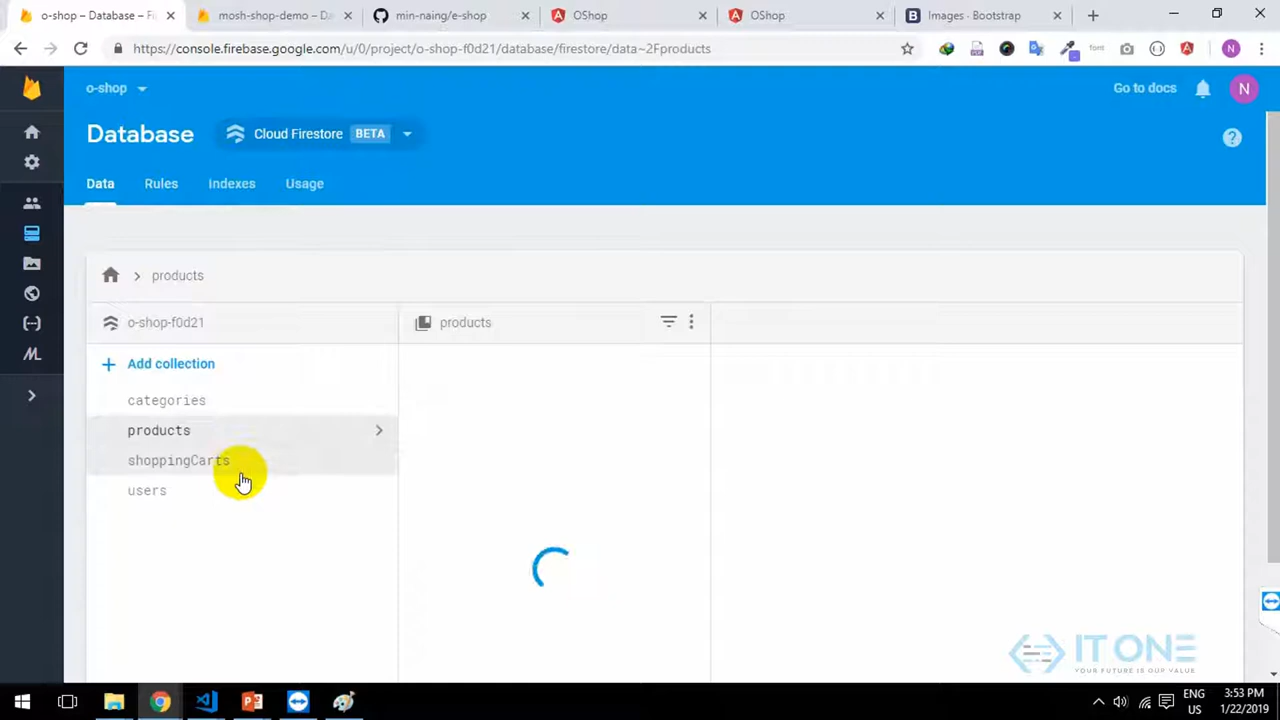 o-shop – Database – Fi
mosh-shop-demo – Da
min-naing/e-shop
OShop
OShop
Images · Bootstrap
https://console.firebase.google.com/u/0/project/o-shop-f0d21/database/firestore/data~2Fproducts
font
N
o-shop
Go to docs
N
Database
Cloud Firestore
BETA
Data
Rules
Indexes
Usage
products
o-shop-f0d21
products
Add collection
categories
products
shoppingCarts
users
IT ONE
YOUR FUTURE IS OUR VALUE
ENG
US
3:53 PM
1/22/2019